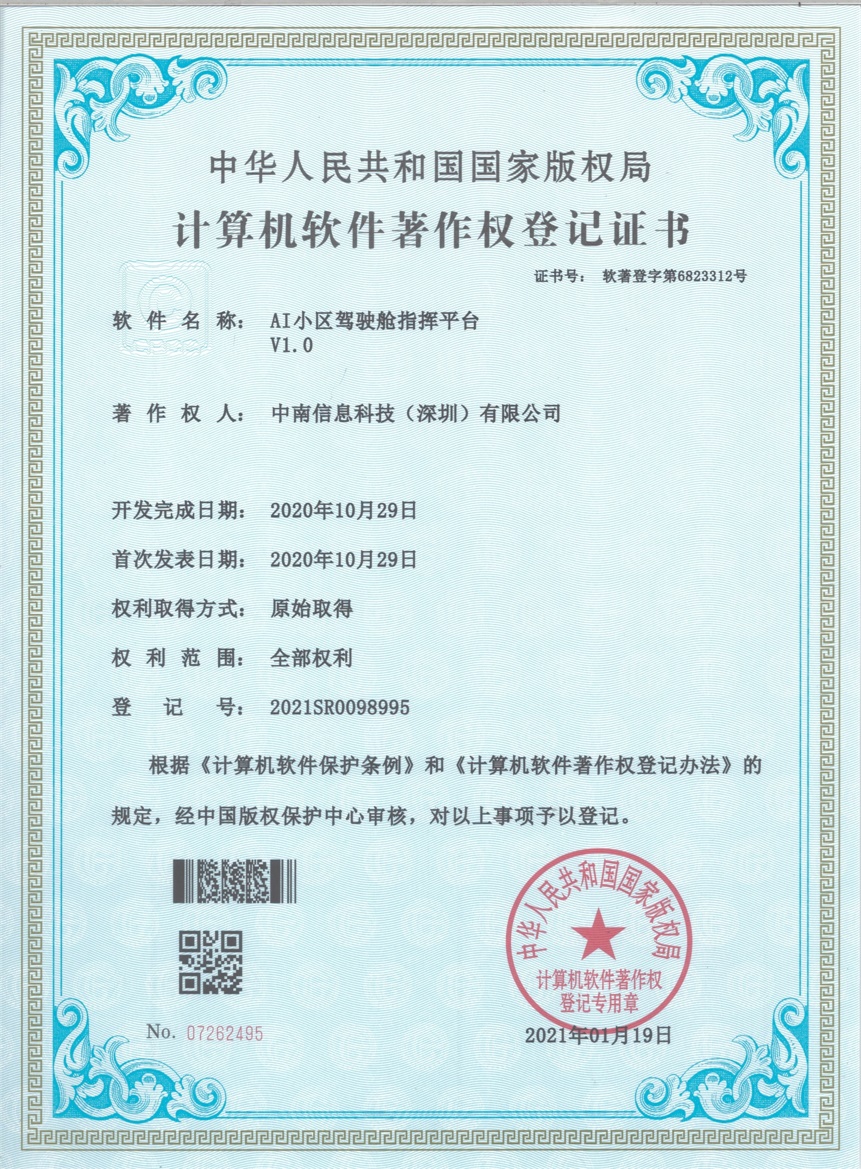 中华人民共和国国家版权局
计算机软件著作权登记证书
证书号： 软著登字第6823312号
CPCC
软件名称： AI小区驾驶舱指挥平台
V1.0
著作权人： 中南信息科技（深圳）有限公司
开发完成日期： 2020年10月29日
首次发表日期： 2020年10月29日
权利取得方式： 原始取得
权利范围： 全部权利
登记号： 2021SR0098995
根据《计算机软件保护条例》和《计算机软件著作权登记办法》的
规定，经中国版权保护中心审核，对以上事项予以登记。
中华人民共和国国家版权局
计算机软件著作权
登记专用章
No. 07262495
2021年01月19日